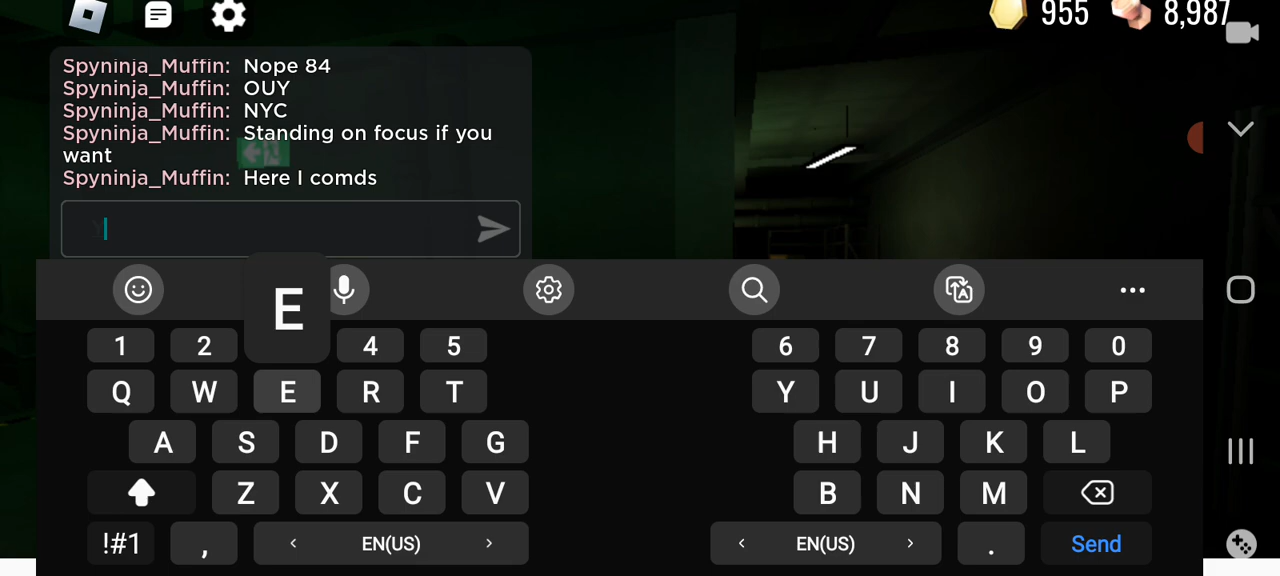 955 8,987
Spyninja_Muffin: Nope 84
Spyninja_Muffin: OUY
Spyninja_Muffin: NYC
Spyninja_Muffin: Standing on focus if you
want
Spyninja_Muffin: Here I comds
E
1 2 4 5 6 7 8 9 0
Q W E R T Y U I O P
A S D F G H J K L
Z X C V B N M
!#1 , < EN(US) > < EN(US) > . Send